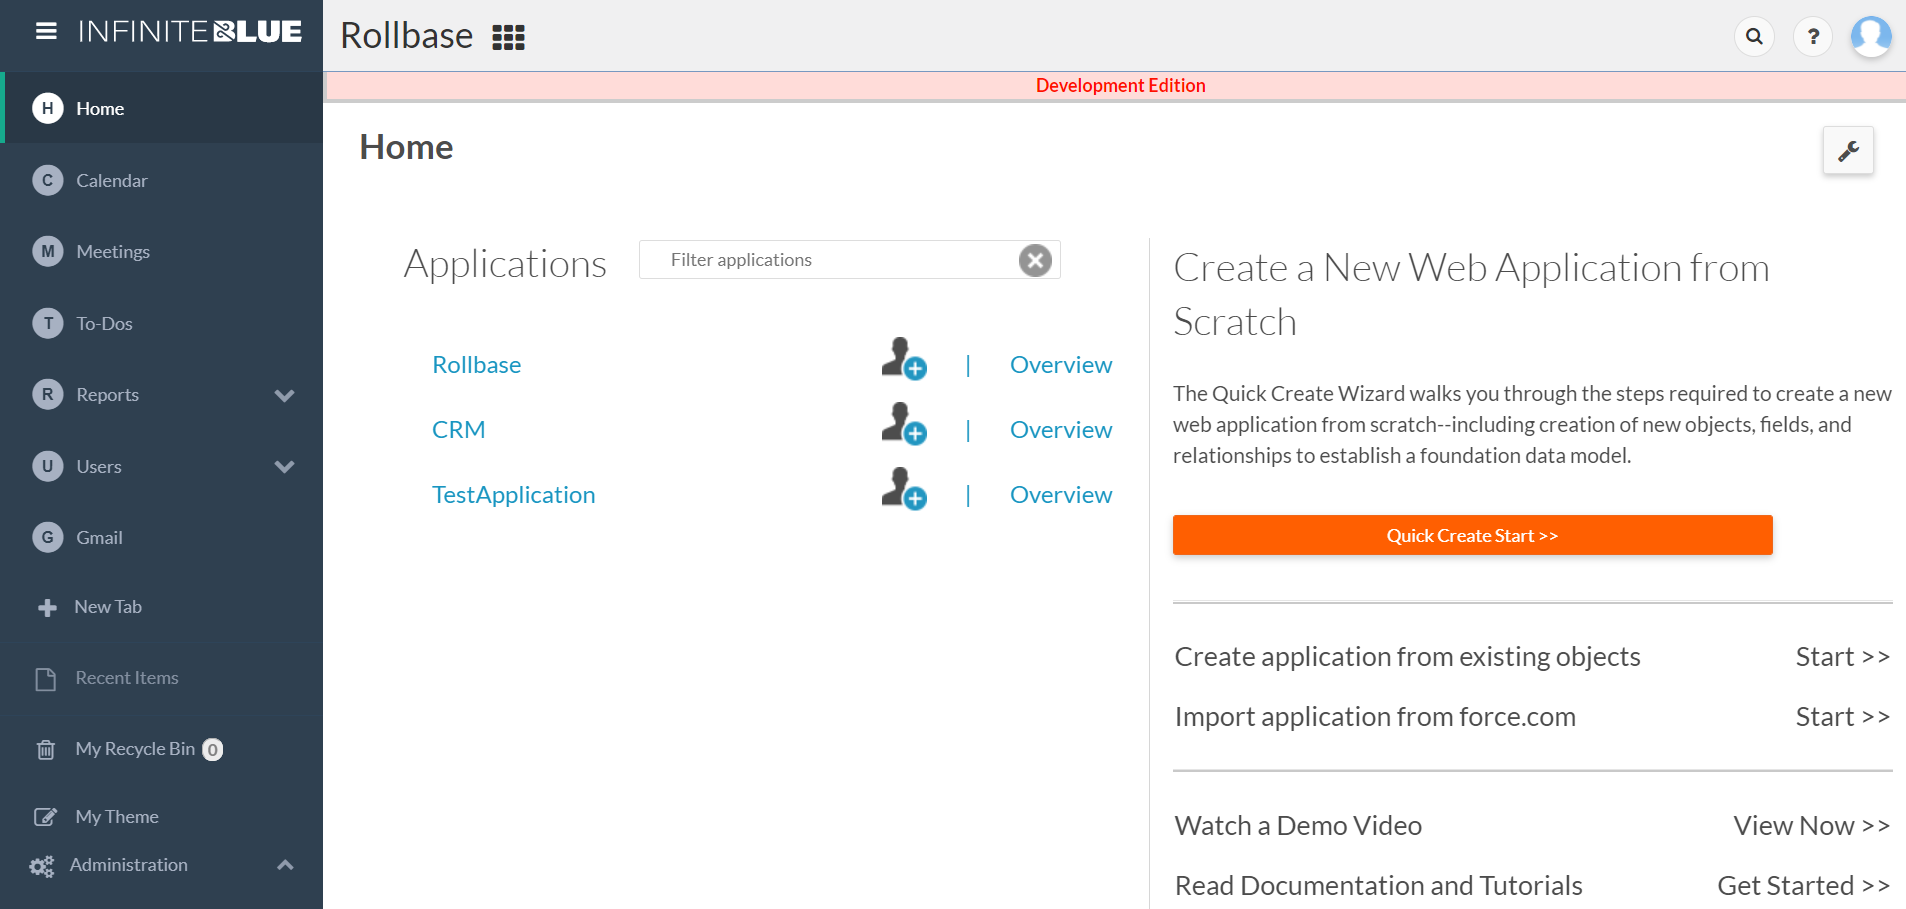 INFINITEBLUE
H Home
C Calendar
M Meetings
T To-Dos
R Reports
U Users
G Gmail
New Tab
Recent Items
My Recycle Bin 0
My Theme
Administration
Rollbase
?
Development Edition
Home
Applications
Filter applications
Rollbase | Overview
CRM | Overview
TestApplication | Overview
Create a New Web Application from
Scratch
The Quick Create Wizard walks you through the steps required to create a new
web application from scratch--including creation of new objects, fields, and
relationships to establish a foundation data model.
Quick Create Start >>
Create application from existing objects Start >>
Import application from force.com Start >>
Watch a Demo Video View Now >>
Read Documentation and Tutorials Get Started >>